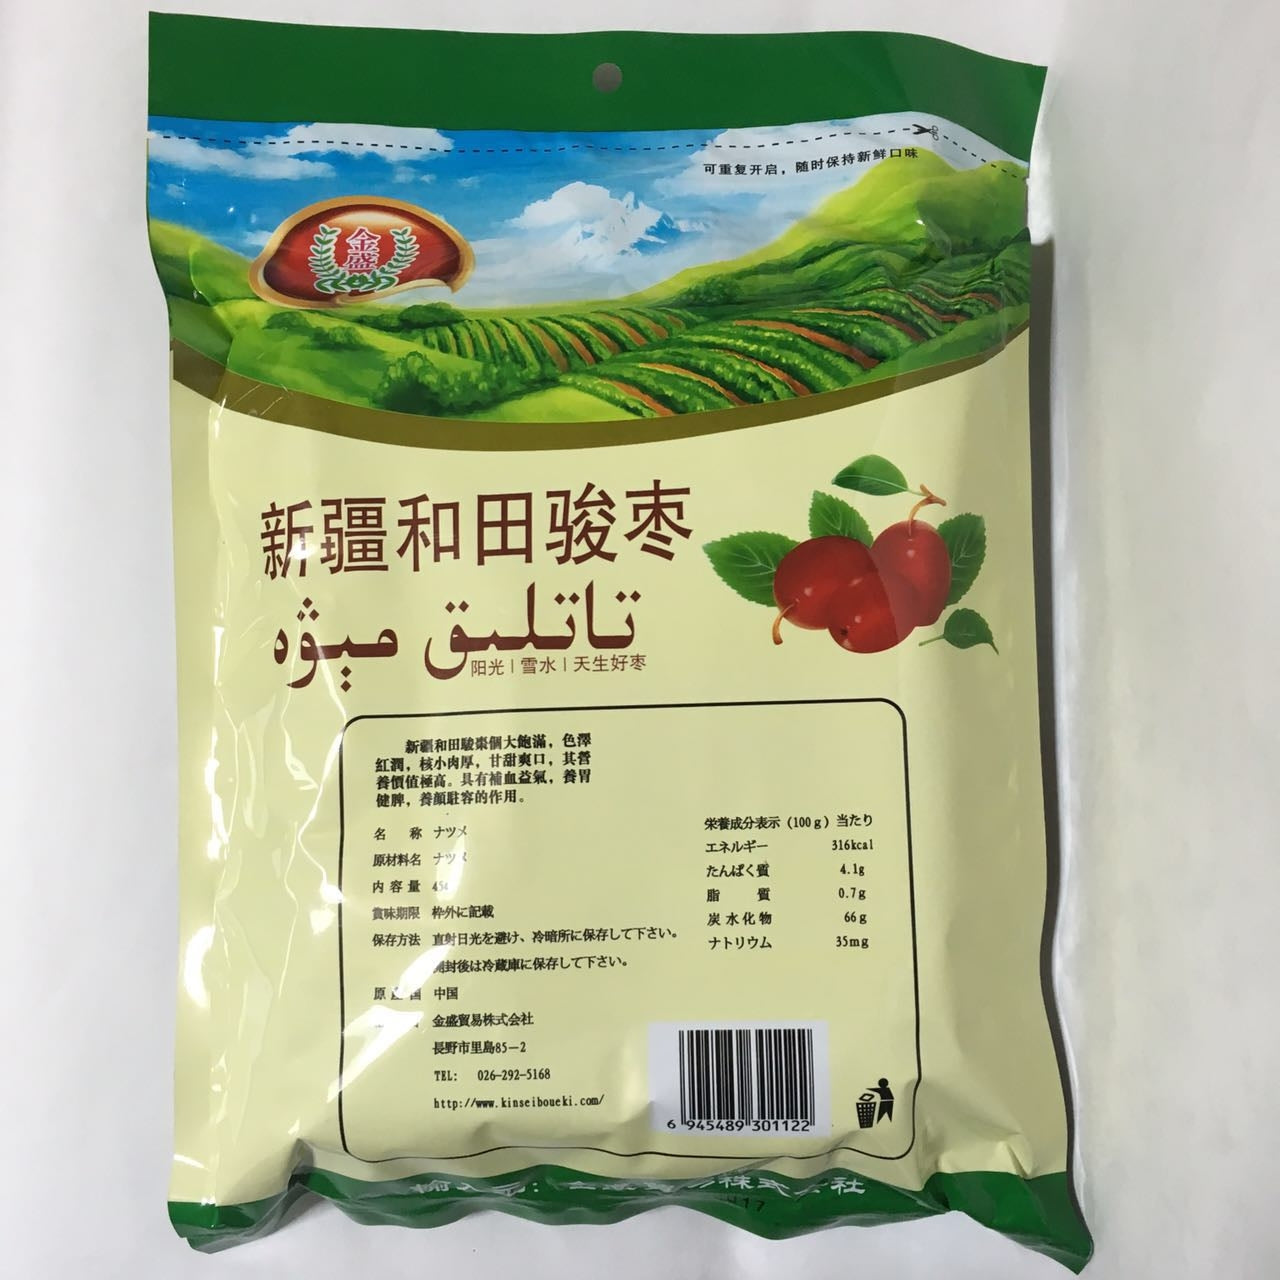 可重复开启，随时保持新鲜口味
金盛
新疆和田骏枣
تاتلىق مېۋە
阳光 | 雪水 | 天生好枣
新疆和田駿棗個大飽滿，色澤
紅潤，核小肉厚，甘甜爽口，其營
養價值極高。具有補血益氣，養胃
健脾，養顏駐容的作用。
名 称 ナツメ
原材料名 ナツメ
内容量
賞味期限 枠外に記載
保存方法 直射日光を避け、冷暗所に保存して下さい。
開封後は冷蔵庫に保存して下さい。
原産国 中国
金盛貿易株式会社
長野市里島85-2
TEL: 026-292-5168
http://www.kinseiboueki.com/
栄養成分表示(100g)当たり
エネルギー 316kcal
たんぱく質 4.1g
脂 質 0.7g
炭水化物 66g
ナトリウム 35mg
6 945489 301122
株式会社